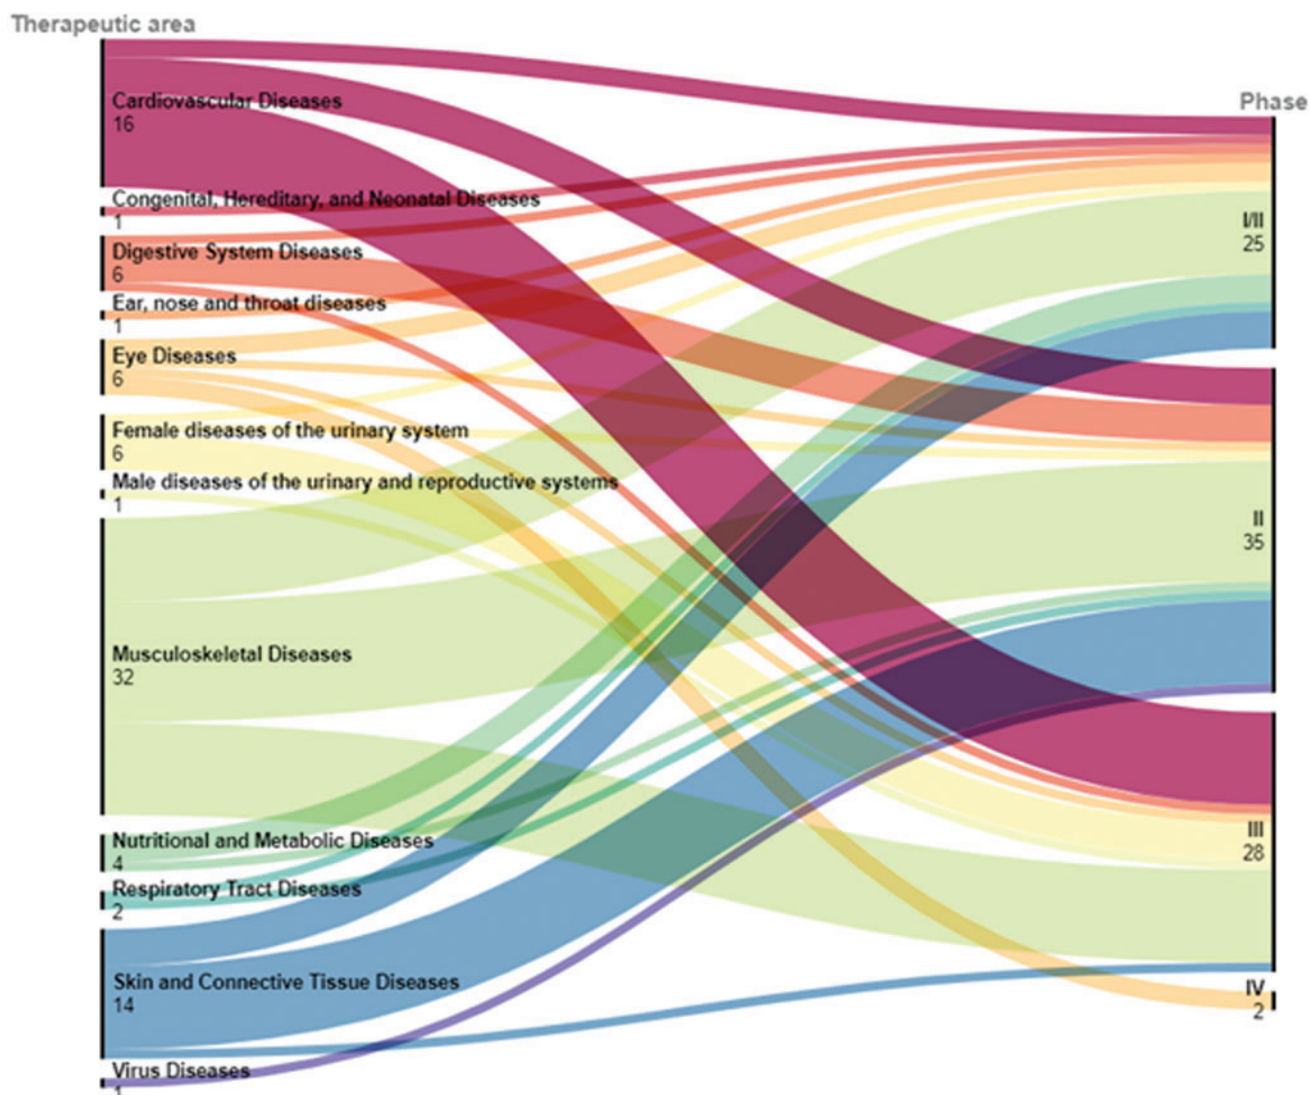 Therapeutic area
Cardiovascular Diseases
16
Congenital, Hereditary, and Neonatal Diseases
1
Digestive System Diseases
6
Ear, nose and throat diseases
1
Eye Diseases
6
Female diseases of the urinary system
6
Male diseases of the urinary and reproductive systems
1
Musculoskeletal Diseases
32
Nutritional and Metabolic Diseases
4
Respiratory Tract Diseases
2
Skin and Connective Tissue Diseases
14
Virus Diseases
1
Phase
I/II
25
II
35
III
28
IV
2